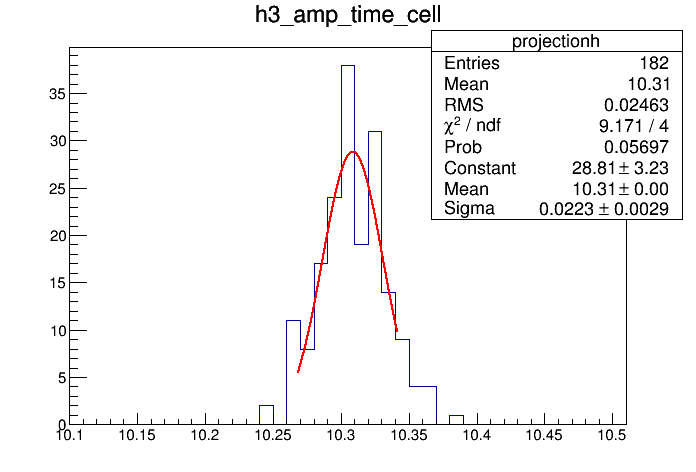 h3_amp_time_cell
projectionh
Entries 182
Mean 10.31
RMS 0.02463
χ² / ndf 9.171 / 4
Prob 0.05697
Constant 28.81 ± 3.23
Mean 10.31 ± 0.00
Sigma 0.0223 ± 0.0029
35
30
25
20
15
10
5
0
10.1 10.15 10.2 10.25 10.3 10.35 10.4 10.45 10.5